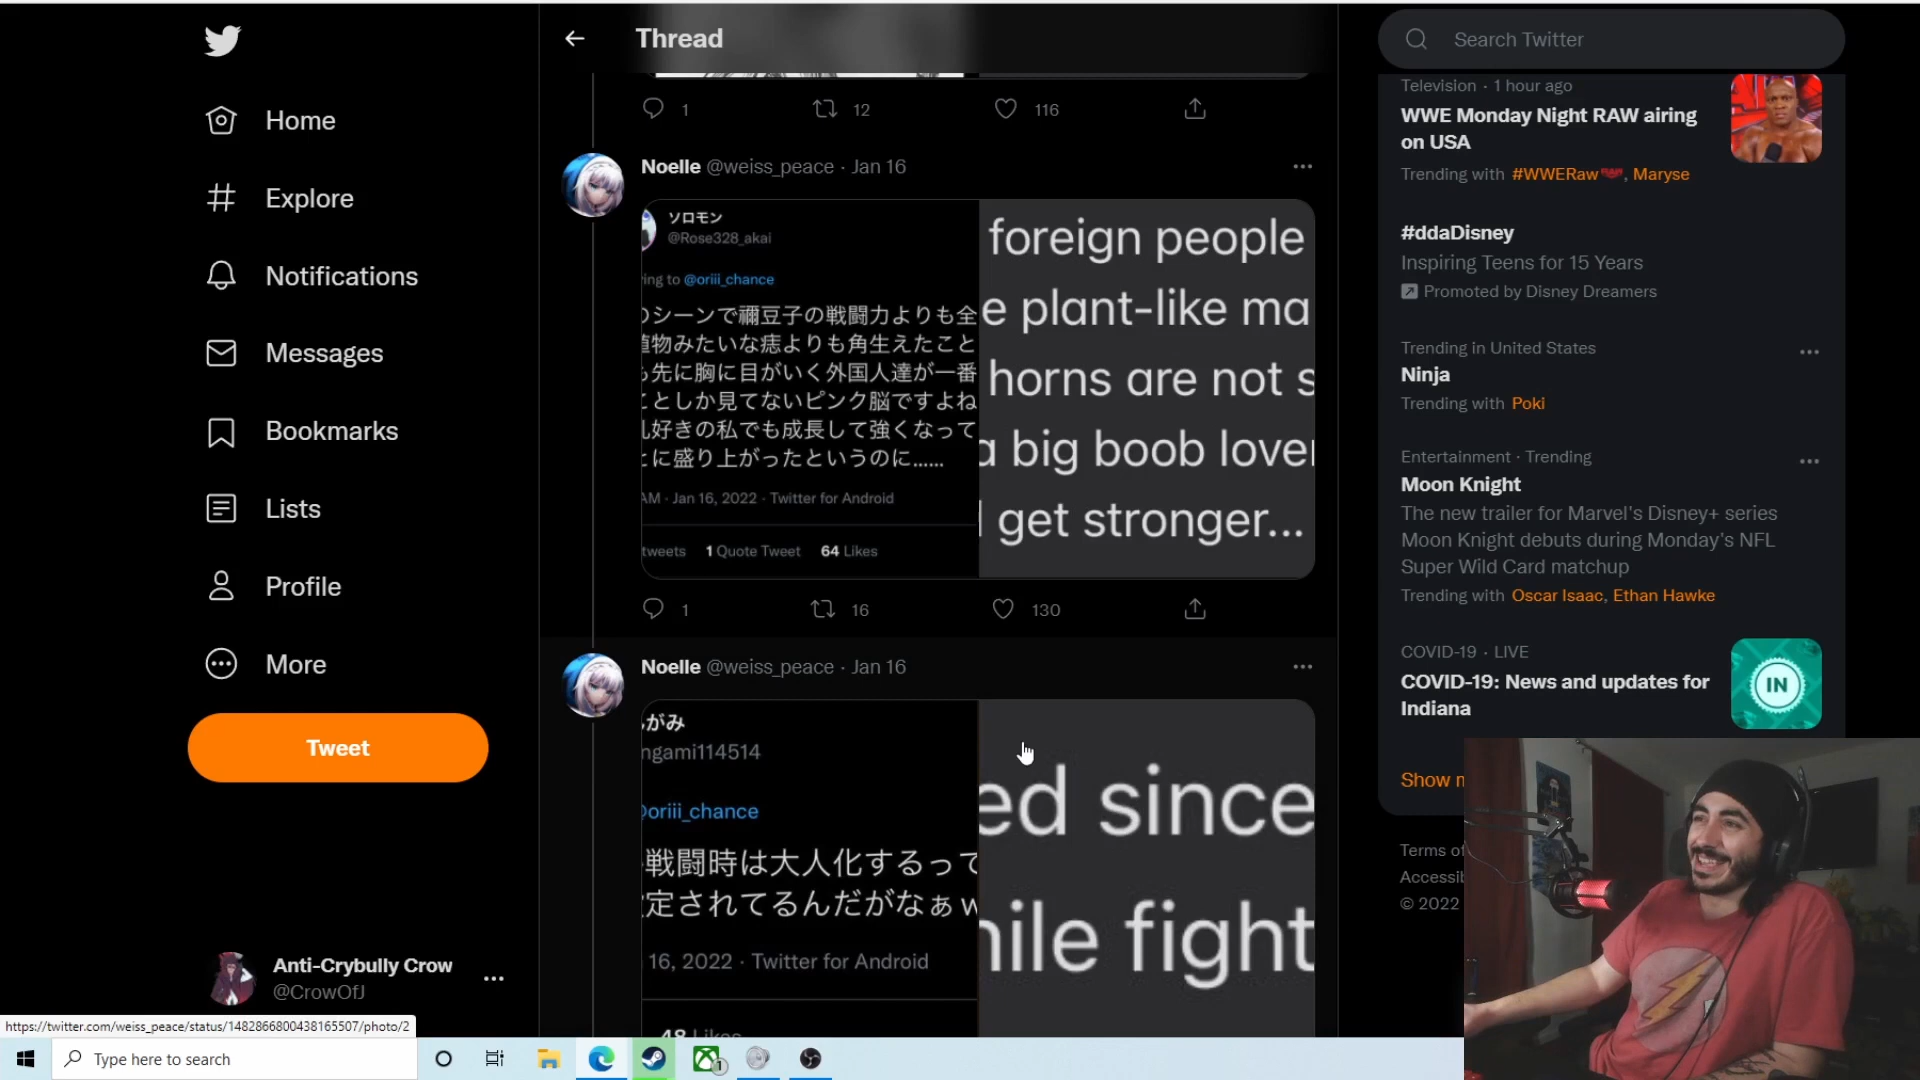 Home
Explore
Notifications
Messages
Bookmarks
Lists
Profile
More
Tweet
Anti-Crybully Crow
@CrowOfJ
https://twitter.com/weiss_peace/status/1482866800438165507/photo/2
Type here to search
Thread
1 12 116
Noelle @weiss_peace · Jan 16
ソロモン
@Rose328_akai
ing to @oriii_chance
のシーンで禰豆子の戦闘力よりも全
植物みたいな痣よりも角生えたこと
も先に胸に目がいく外国人達が一番
ことしか見てないピンク脳ですよね
乳好きの私でも成長して強くなって
とに盛り上がったというのに……
AM · Jan 16, 2022 · Twitter for Android
tweets 1 Quote Tweet 64 Likes
foreign people
e plant-like ma
horns are not s
a big boob lover
get stronger...
1 16 130
Noelle @weiss_peace · Jan 16
がみ
ngami114514
@oriii_chance
戦闘時は大人化するって
定されてるんだがなぁw
16, 2022 · Twitter for Android
48 Likes
ed since
hile fight
Search Twitter
Television · 1 hour ago
WWE Monday Night RAW airing
on USA
Trending with #WWERaw, Maryse
#ddaDisney
Inspiring Teens for 15 Years
Promoted by Disney Dreamers
Trending in United States
Ninja
Trending with Poki
Entertainment · Trending
Moon Knight
The new trailer for Marvel's Disney+ series
Moon Knight debuts during Monday's NFL
Super Wild Card matchup
Trending with Oscar Isaac, Ethan Hawke
COVID-19 · LIVE
COVID-19: News and updates for
Indiana
IN
Show
Terms of
Accessib
© 2022